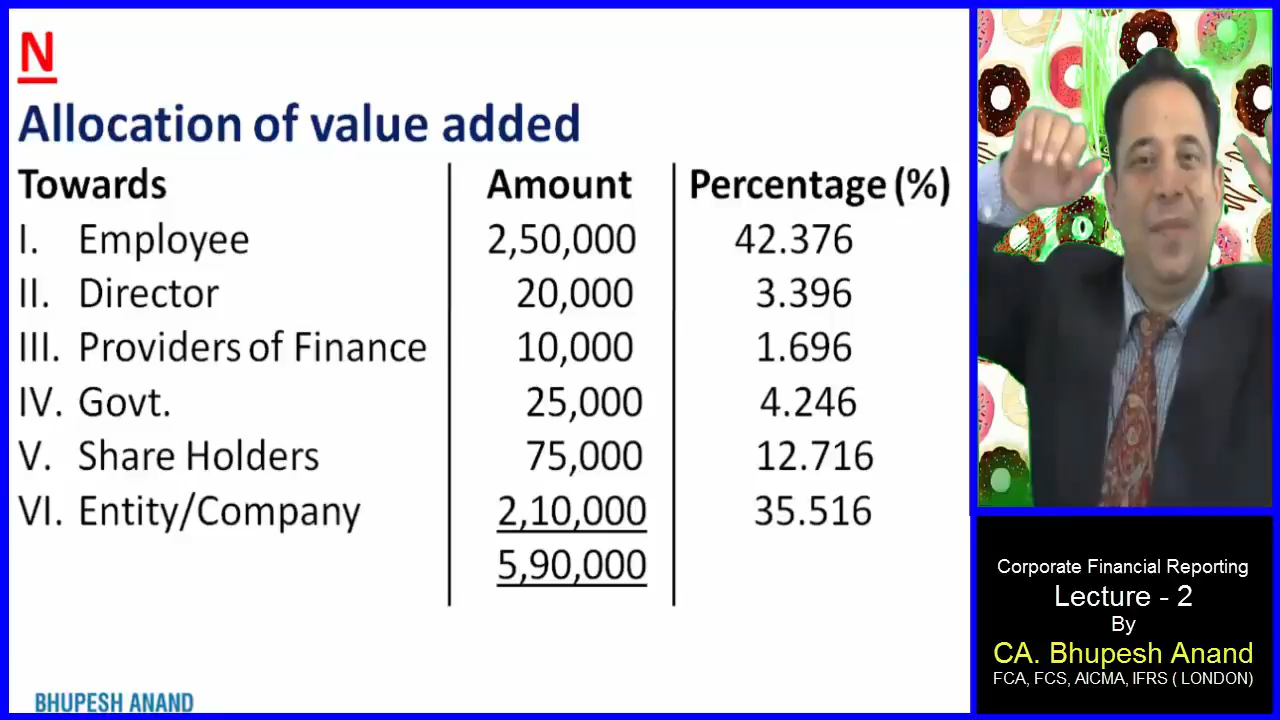 N
Allocation of value added
Towards Amount Percentage (%)
I. Employee 2,50,000 42.376
II. Director 20,000 3.396
III. Providers of Finance 10,000 1.696
IV. Govt. 25,000 4.246
V. Share Holders 75,000 12.716
VI. Entity/Company 2,10,000 35.516
5,90,000
BHUPESH ANAND
Corporate Financial Reporting
Lecture - 2
By
CA. Bhupesh Anand
FCA, FCS, AICMA, IFRS ( LONDON)